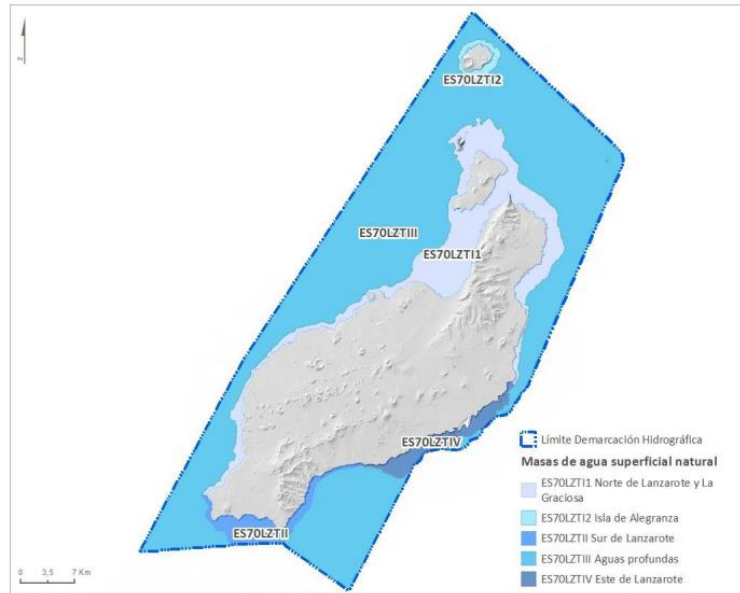 N
ES70LZTI2
ES70LZTIII
ES70LZTI1
ES70LZTIV
ES70LZTII
Límite Demarcación Hidrográfica
Masas de agua superficial natural
ES70LZTI1 Norte de Lanzarote y La
Graciosa
ES70LZTI2 Isla de Alegranza
ES70LZTII Sur de Lanzarote
ES70LZTIII Aguas profundas
ES70LZTIV Este de Lanzarote
0 3,5 7 Km